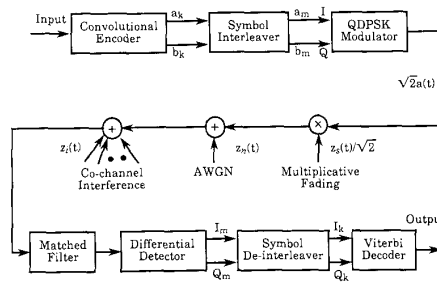 Input
Convolutional
Encoder
a_k
b_k
Symbol
Interleaver
a_m
b_m
I
Q
QDPSK
Modulator
√2a(t)
z_i(t)
Co-channel
Interference
+
z_n(t)
+
AWGN
z_s(t)/√2
×
Multiplicative
Fading
Matched
Filter
Differential
Detector
I_m
Q_m
Symbol
De-interleaver
I_k
Q_k
Viterbi
Decoder
Output